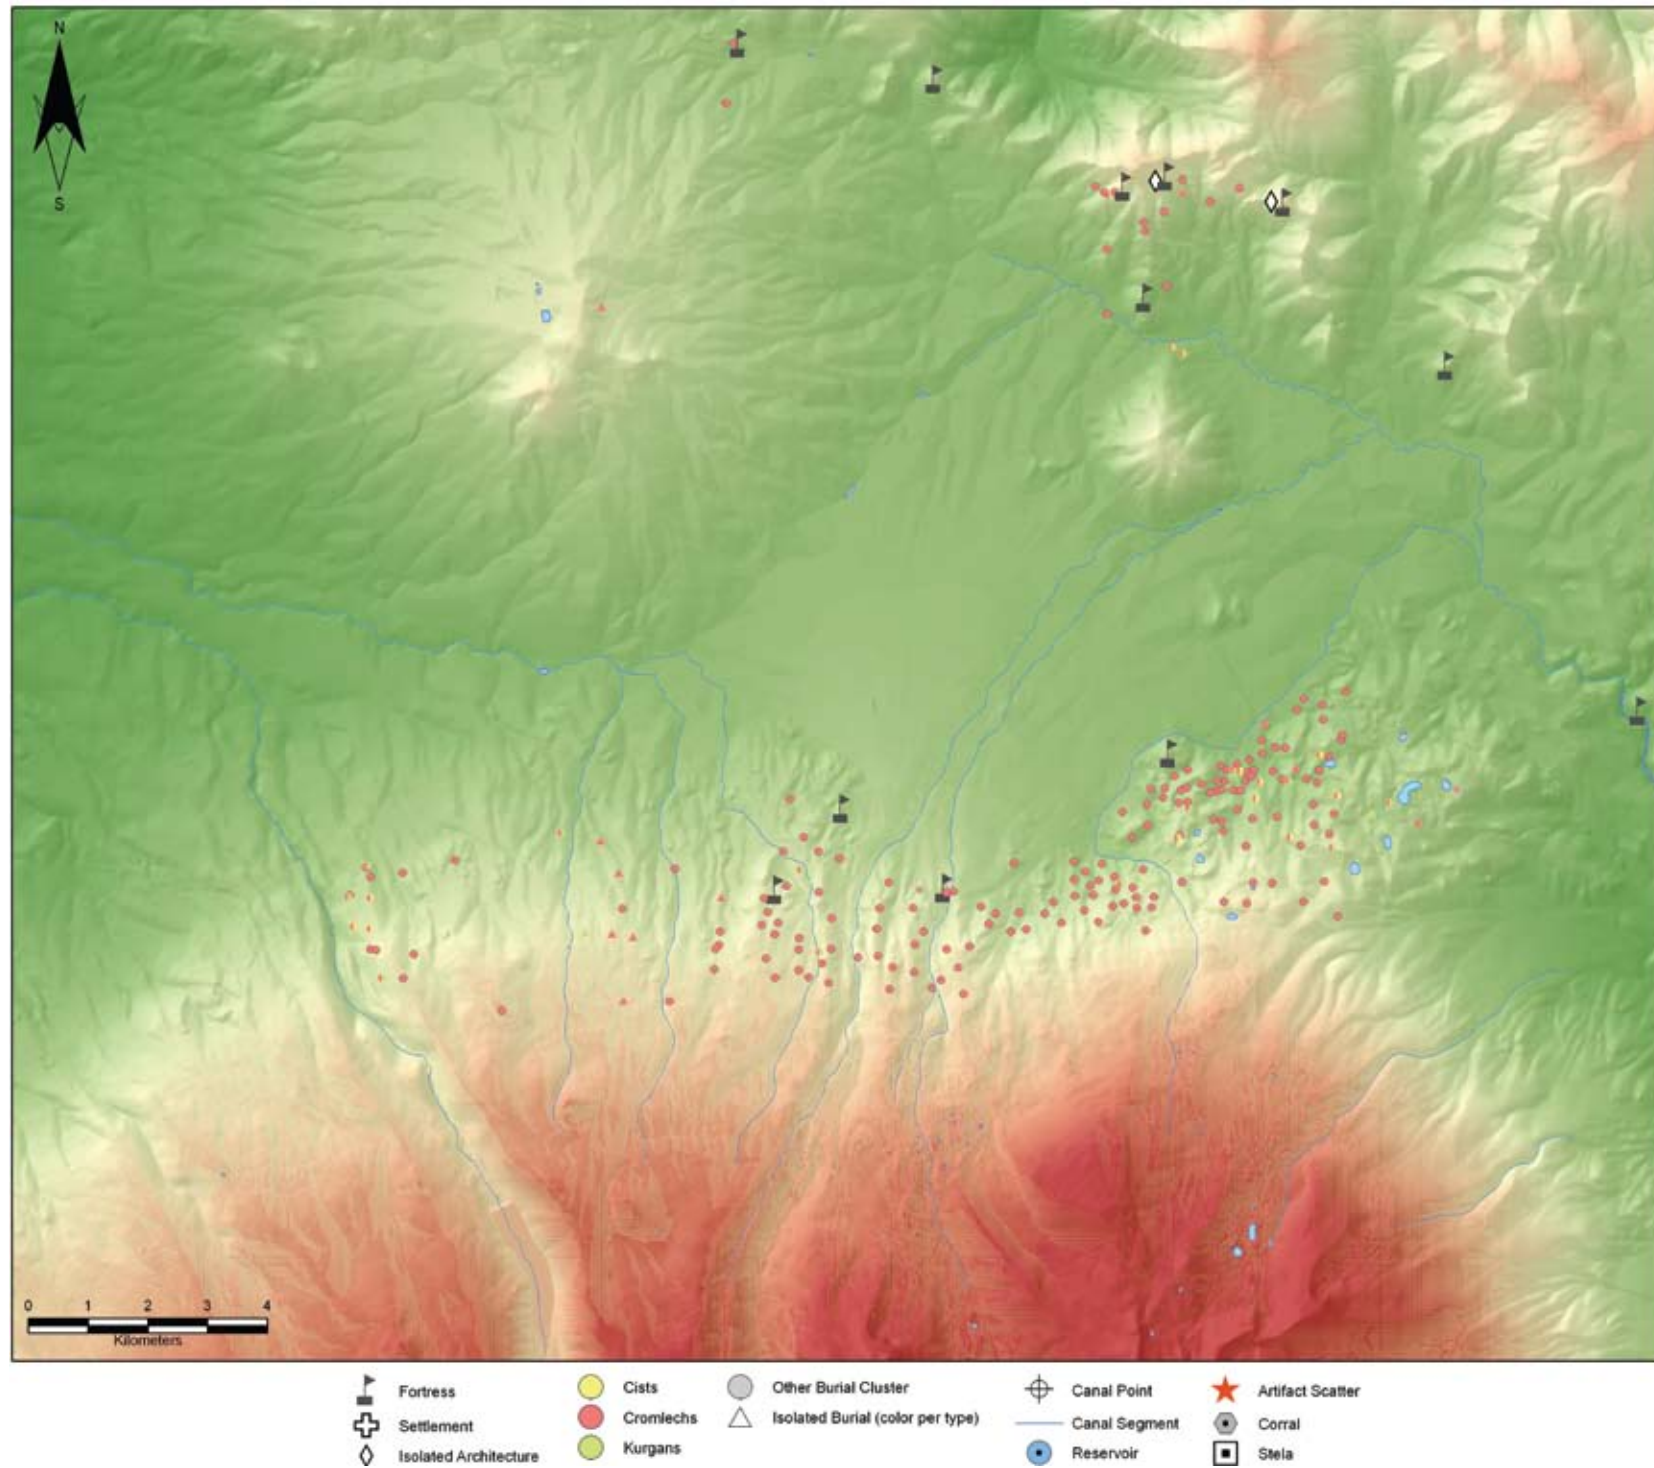 N
S
0 1 2 3 4
Kilometers
Fortress
Settlement
Isolated Architecture
Cists
Cromlechs
Kurgans
Other Burial Cluster
Isolated Burial (color per type)
Canal Point
Canal Segment
Reservoir
Artifact Scatter
Corral
Stela